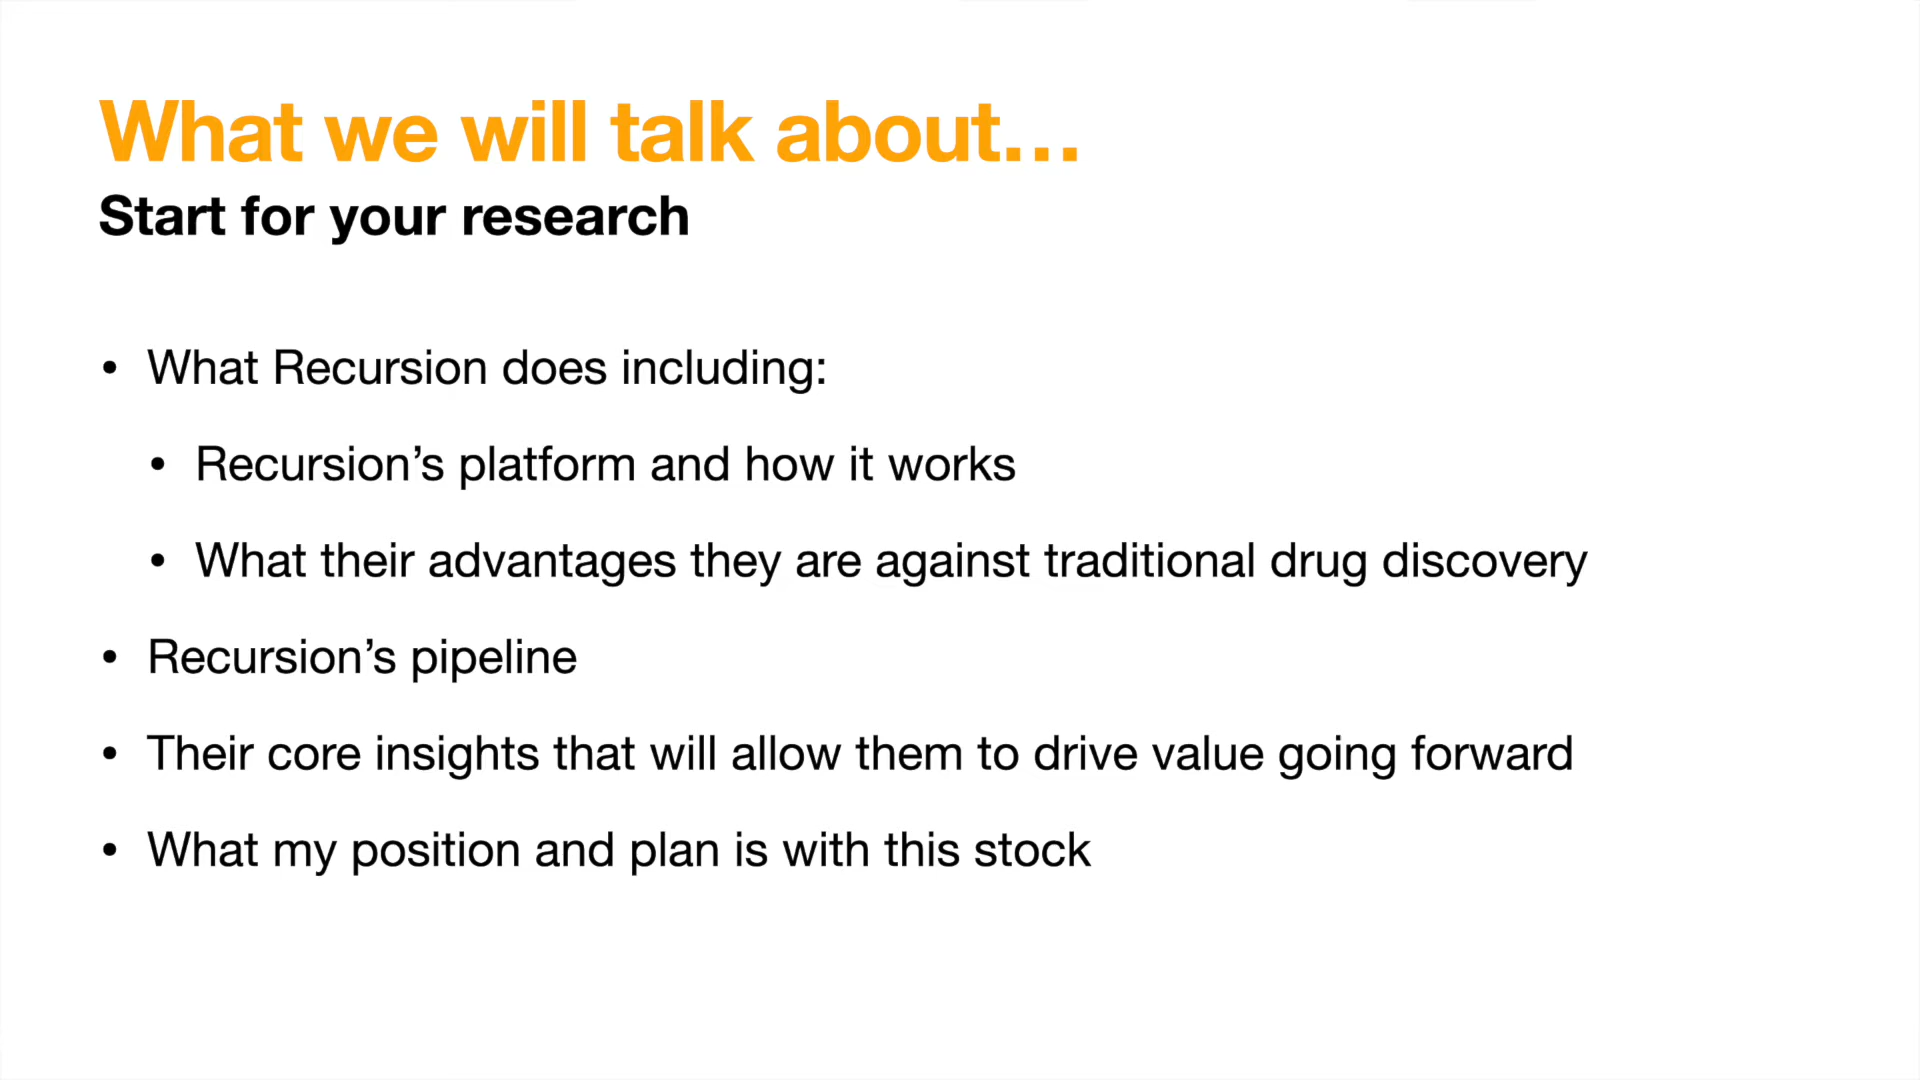 What we will talk about…
Start for your research
• What Recursion does including:
• Recursion’s platform and how it works
• What their advantages they are against traditional drug discovery
• Recursion’s pipeline
• Their core insights that will allow them to drive value going forward
• What my position and plan is with this stock